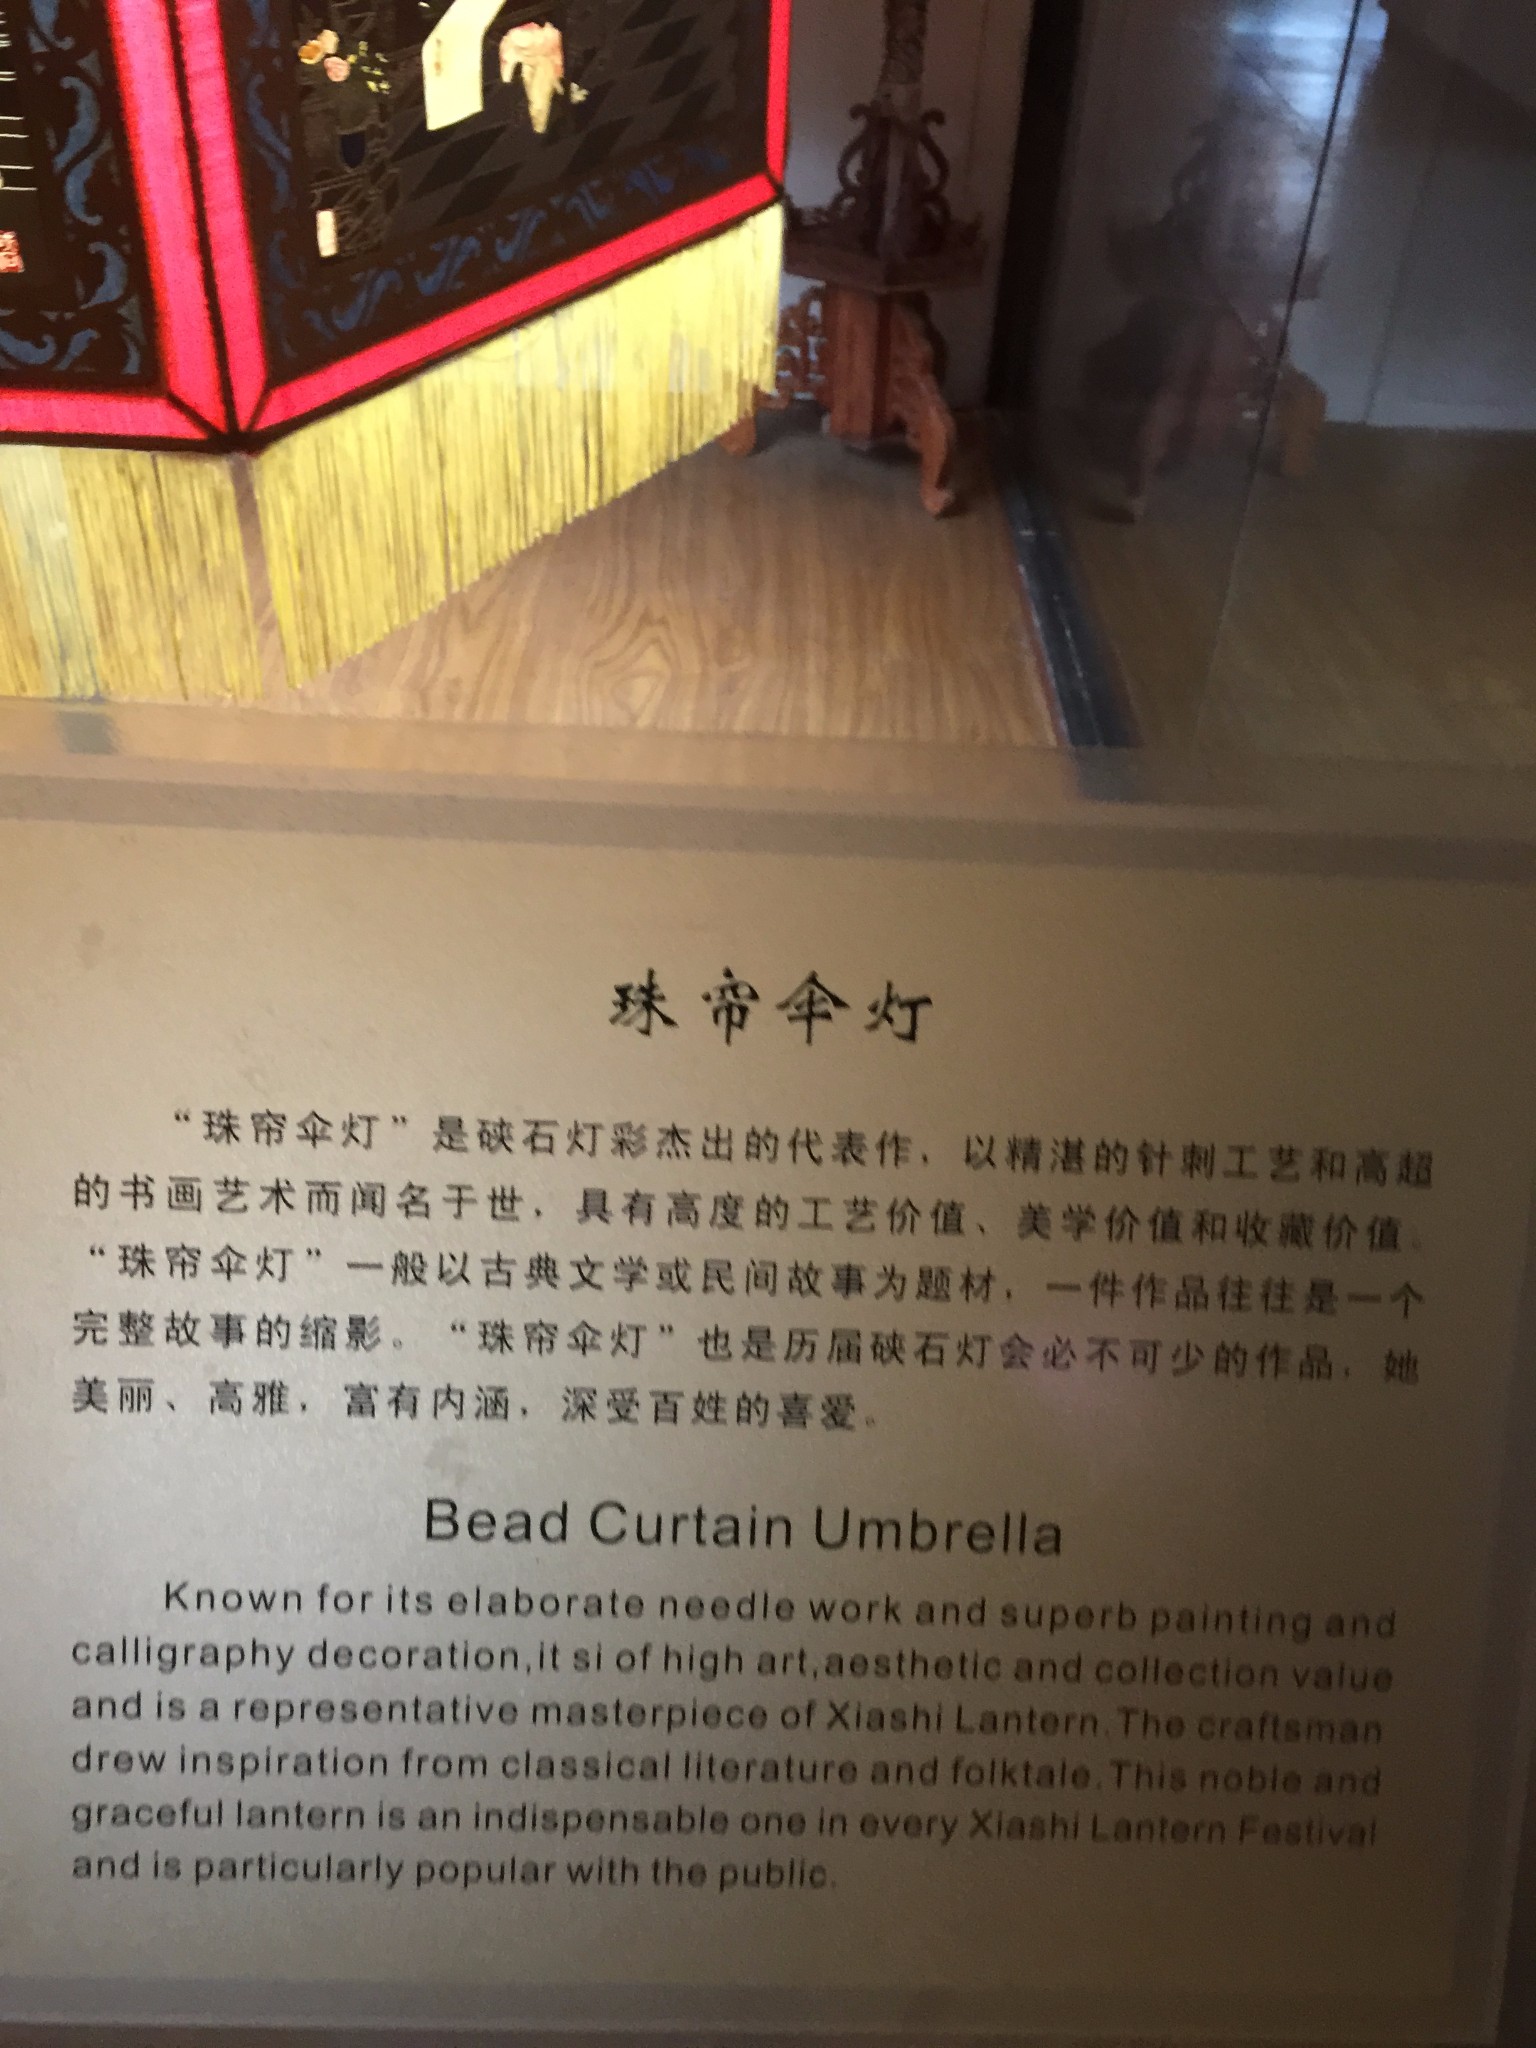 珠帘伞灯
“珠帘伞灯”是硖石灯彩杰出的代表作，以精湛的针刺工艺和高超
的书画艺术而闻名于世，具有高度的工艺价值、美学价值和收藏价值。
“珠帘伞灯”一般以古典文学或民间故事为题材，一件作品往往是一个
完整故事的缩影。“珠帘伞灯”也是历届硖石灯会必不可少的作品，她
美丽、高雅，富有内涵，深受百姓的喜爱。
Bead Curtain Umbrella
Known for its elaborate needle work and superb painting and
calligraphy decoration,it si of high art,aesthetic and collection value
and is a representative masterpiece of Xiashi Lantern.The craftsman
drew inspiration from classical literature and folktale.This noble and
graceful lantern is an indispensable one in every Xiashi Lantern Festival
and is particularly popular with the public.